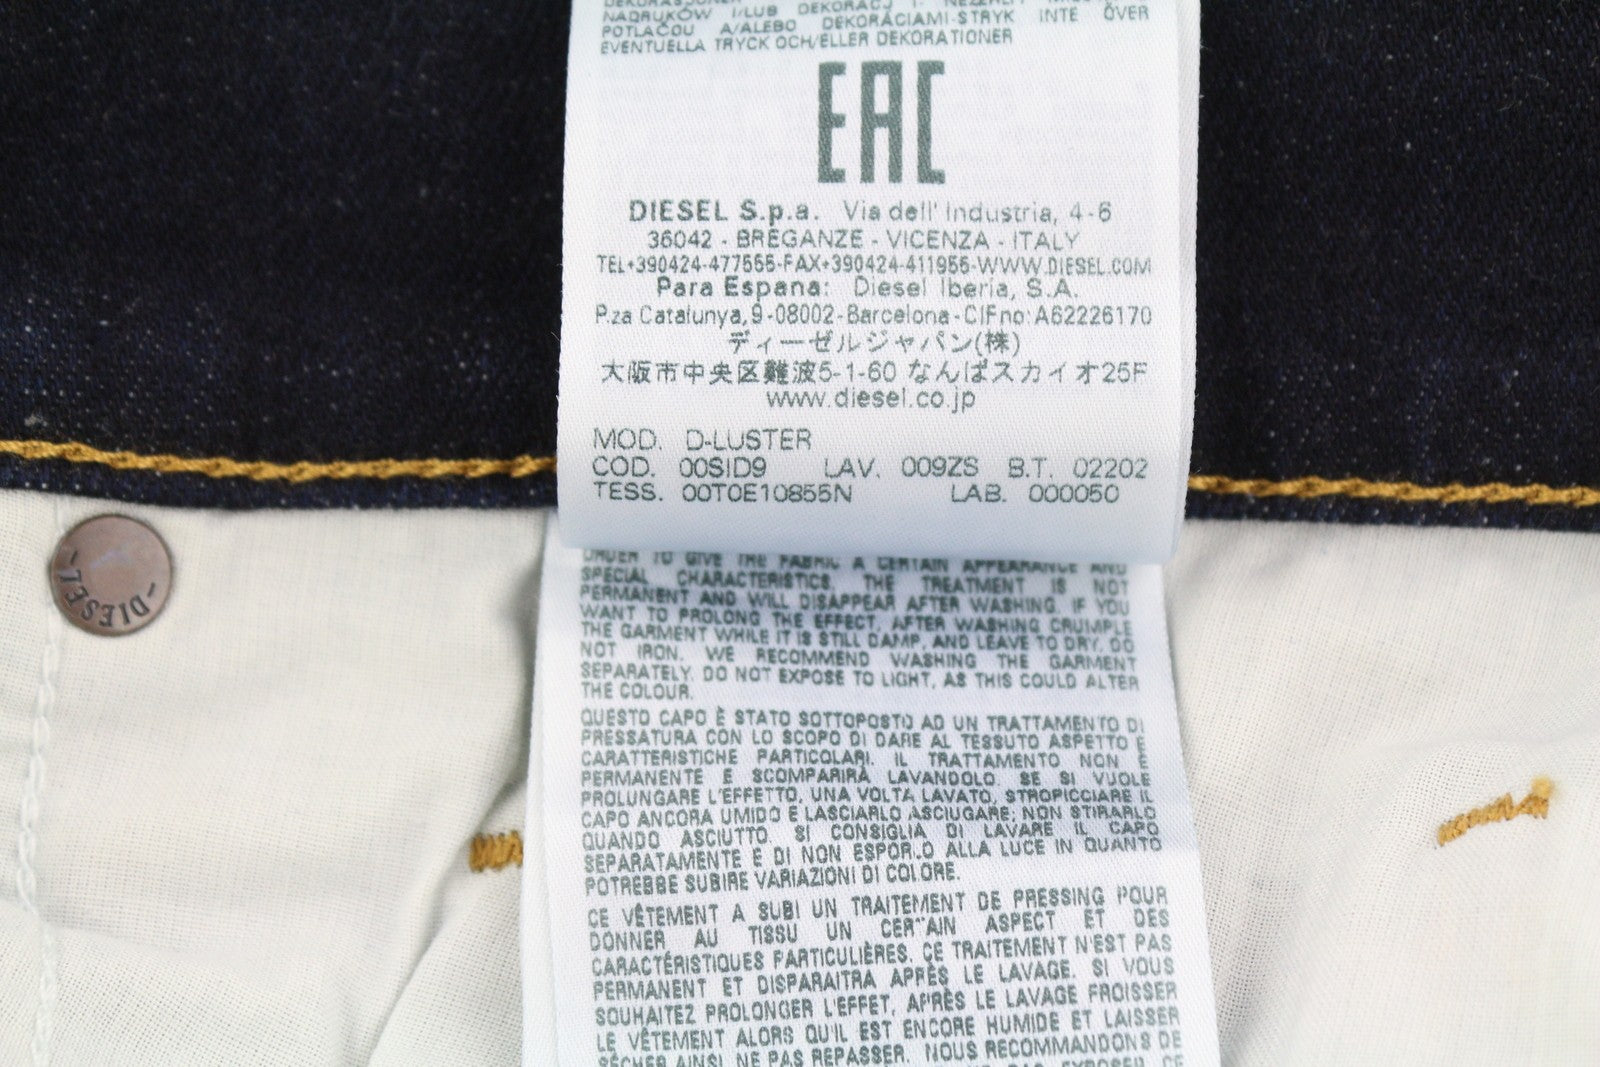 NADRUKÓW I/LUB DEKORACJ
POTLAČOU A/ALEBO DEKORÁCIAMI-STRYK INTE ÖVER
EVENTUELLA TRYCK OCH/ELLER DEKORATIONER
EAC
DIESEL S.p.a. Via dell' Industria, 4-6
36042 - BREGANZE - VICENZA - ITALY
TEL+390424-477555-FAX+390424-411955-WWW.DIESEL.COM
Para Espana: Diesel Iberia, S.A.
P.za Catalunya, 9-08002-Barcelona-CIFno:A62226170
ディーゼルジャパン(株)
大阪市中央区難波5-1-60 なんばスカイオ25F
www.diesel.co.jp
MOD. D-LUSTER
COD. 00SID9 LAV. 009ZS B.T. 02202
TESS. 00T0E10855N LAB. 000050
DIESEL
ORDER TO GIVE THE FABRIC A CERTAIN APPEARANCE AND
SPECIAL CHARACTERISTICS. THE TREATMENT IS NOT
PERMANENT AND WILL DISAPPEAR AFTER WASHING. IF YOU
WANT TO PROLONG THE EFFECT, AFTER WASHING CRUMPLE
THE GARMENT WHILE IT IS STILL DAMP, AND LEAVE TO DRY. DO
NOT IRON. WE RECOMMEND WASHING THE GARMENT
SEPARATELY. DO NOT EXPOSE TO LIGHT, AS THIS COULD ALTER
THE COLOUR.
QUESTO CAPO È STATO SOTTOPOSTO AD UN TRATTAMENTO DI
PRESSATURA CON LO SCOPO DI DARE AL TESSUTO ASPETTO E
CARATTERISTICHE PARTICOLARI. IL TRATTAMENTO NON È
PERMANENTE E SCOMPARIRÀ LAVANDOLO. SE SI VUOLE
PROLUNGARE L'EFFETTO, UNA VOLTA LAVATO, STROPICCIARE IL
CAPO ANCORA UMIDO E LASCIARLO ASCIUGARE; NON STIRARLO
QUANDO ASCIUTTO. SI CONSIGLIA DI LAVARE IL CAPO
SEPARATAMENTE E DI NON ESPORLO ALLA LUCE IN QUANTO
POTREBBE SUBIRE VARIAZIONI DI COLORE.
CE VÊTEMENT A SUBI UN TRAITEMENT DE PRESSING POUR
DONNER AU TISSU UN CERTAIN ASPECT ET DES
CARACTÉRISTIQUES PARTICULIÈRES. CE TRAITEMENT N'EST PAS
PERMANENT ET DISPARAITRA APRÈS LE LAVAGE. SI VOUS
SOUHAITEZ PROLONGER L'EFFET, APRÈS LE LAVAGE FROISSER
LE VÊTEMENT ALORS QU'IL EST ENCORE HUMIDE ET LAISSER
SÉCHER AINSI, NE PAS REPASSER. NOUS RECOMMANDONS DE